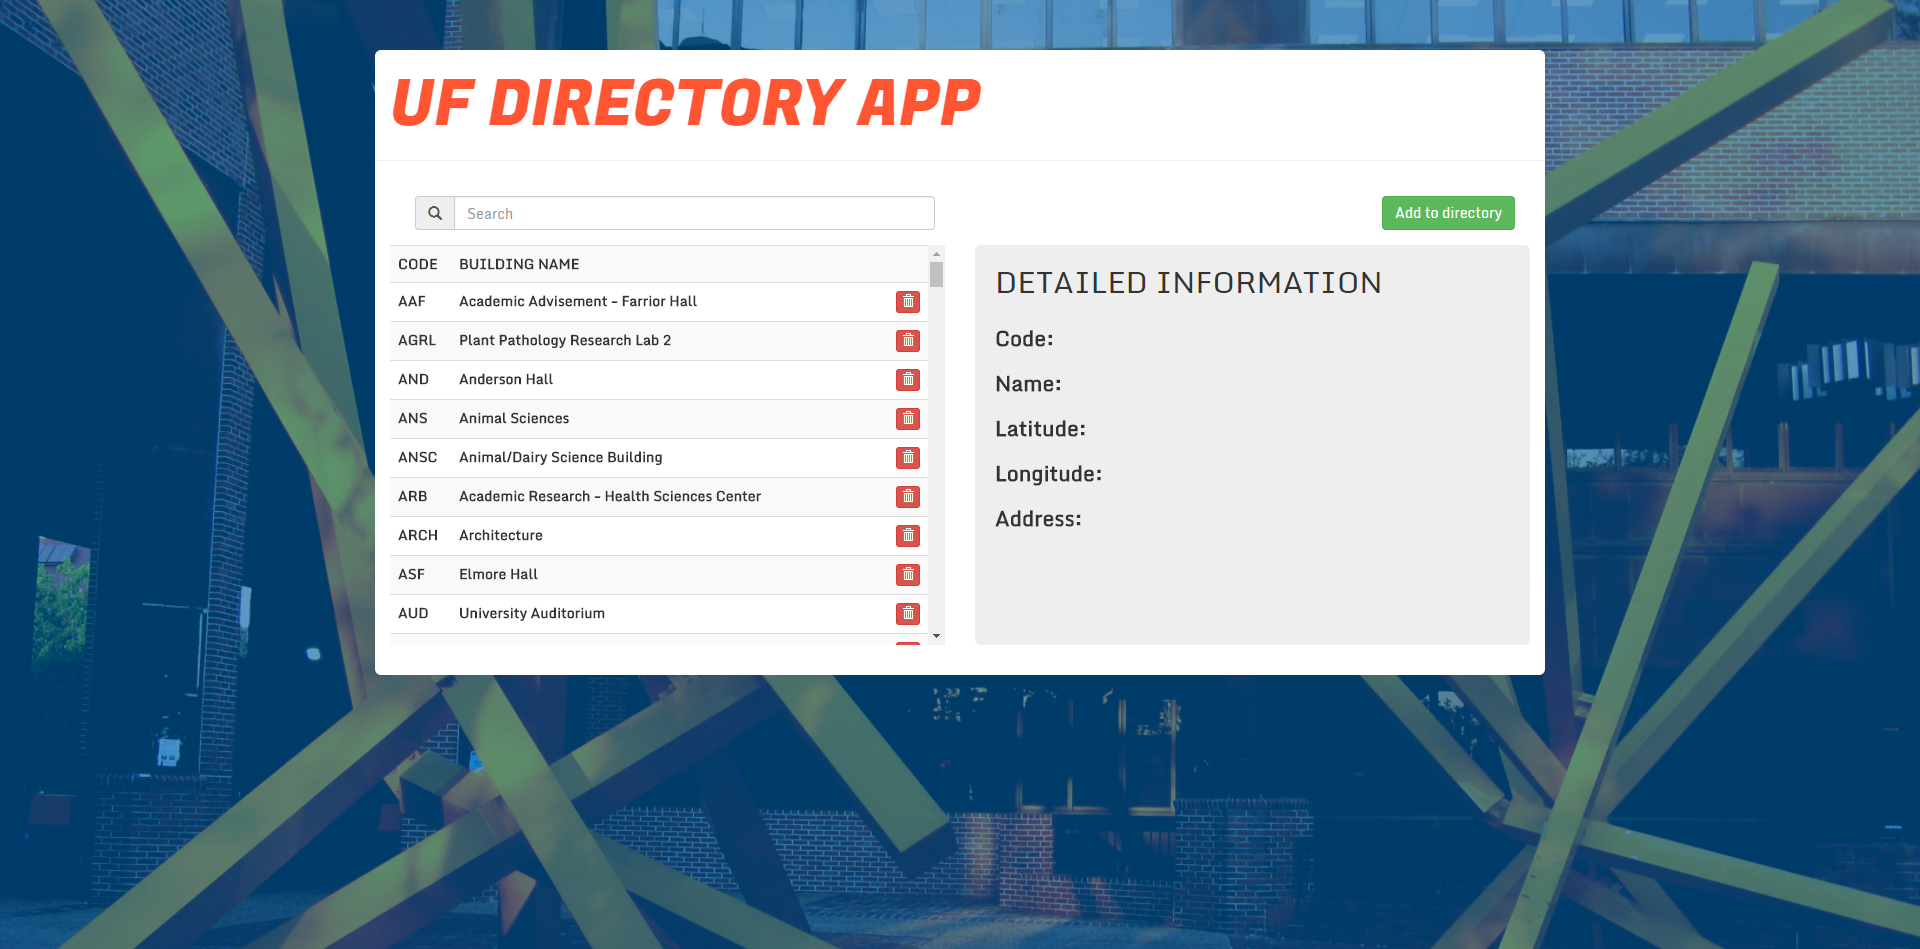 UF DIRECTORY APP
Search
Add to directory
CODE BUILDING NAME
AAF Academic Advisement - Farrior Hall
AGRL Plant Pathology Research Lab 2
AND Anderson Hall
ANS Animal Sciences
ANSC Animal/Dairy Science Building
ARB Academic Research - Health Sciences Center
ARCH Architecture
ASF Elmore Hall
AUD University Auditorium
DETAILED INFORMATION
Code:
Name:
Latitude:
Longitude:
Address: